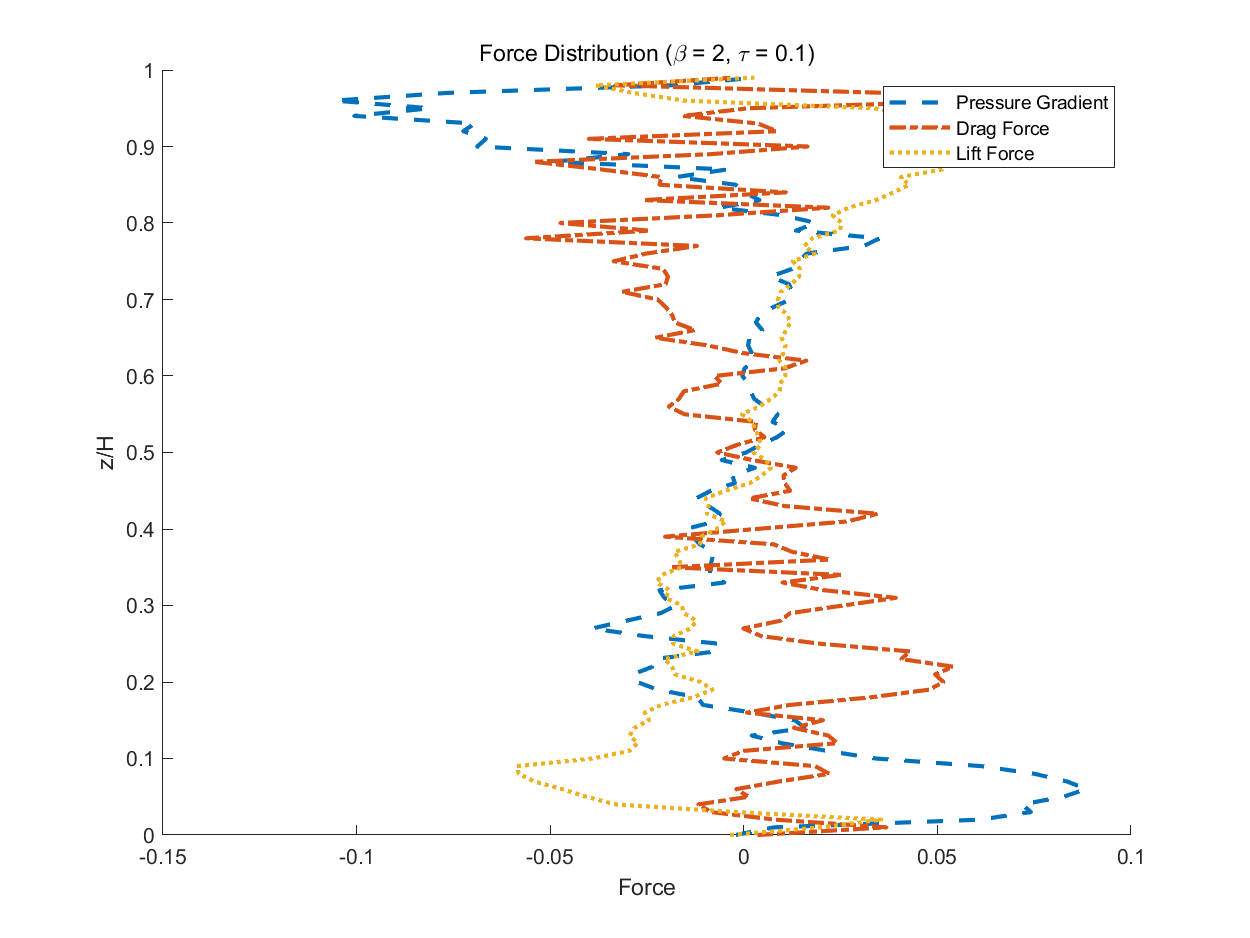 Force Distribution (β = 2, τ = 0.1)
Pressure Gradient
Drag Force
Lift Force
1
0.9
0.8
0.7
0.6
0.5
0.4
0.3
0.2
0.1
0
z/H
-0.15 -0.1 -0.05 0 0.05 0.1
Force